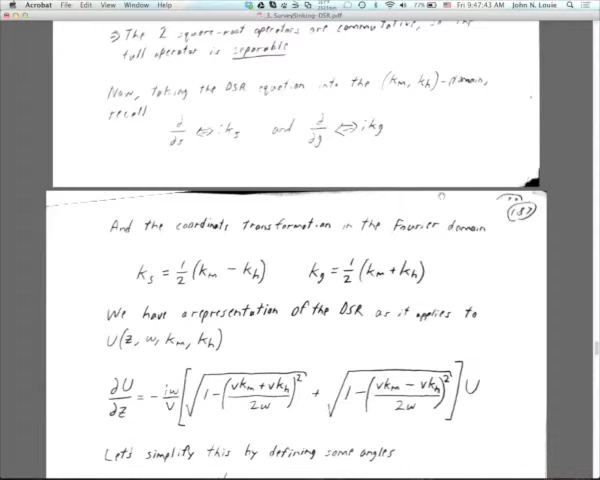 Acrobat File Edit View Window Help
77% Fri 9:47:43 AM John N. Louie
3. SurveySinking-DSR.pdf
⇒ The 2 square-root operators are commutative, so the
full operator is separable
Now, taking the DSR equation into the (km, kh)-domain,
recall
∂/∂s ⇔ iks and ∂/∂g ⇔ ikg
(137)
And the coordinate transformation in the Fourier domain
ks = 1/2 (km − kh) kg = 1/2 (km + kh)
We have a representation of the DSR as it applies to
U(z, w, km, kh)
∂U/∂z = − iw/v [ √(1 − ((vkm + vkh)/2w)²) + √(1 − ((vkm − vkh)/2w)²) ] U
Let's simplify this by defining some angles